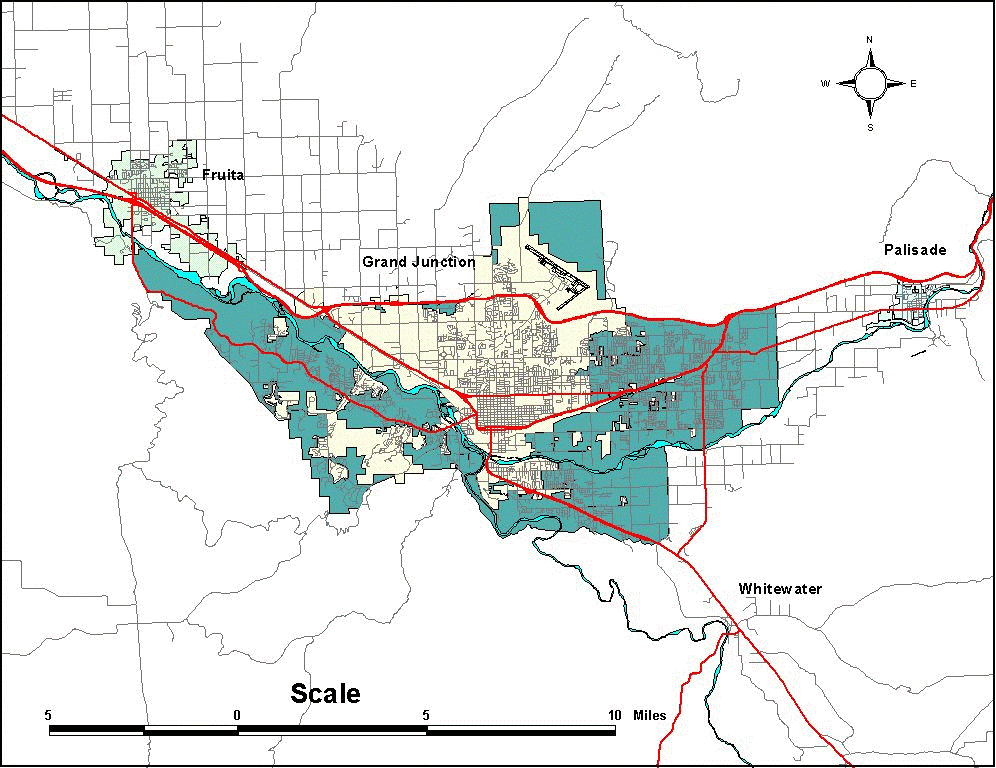 N
W E
S
Fruita
Palisade
Grand Junction
Whitewater
Scale
5 0 5 10 Miles